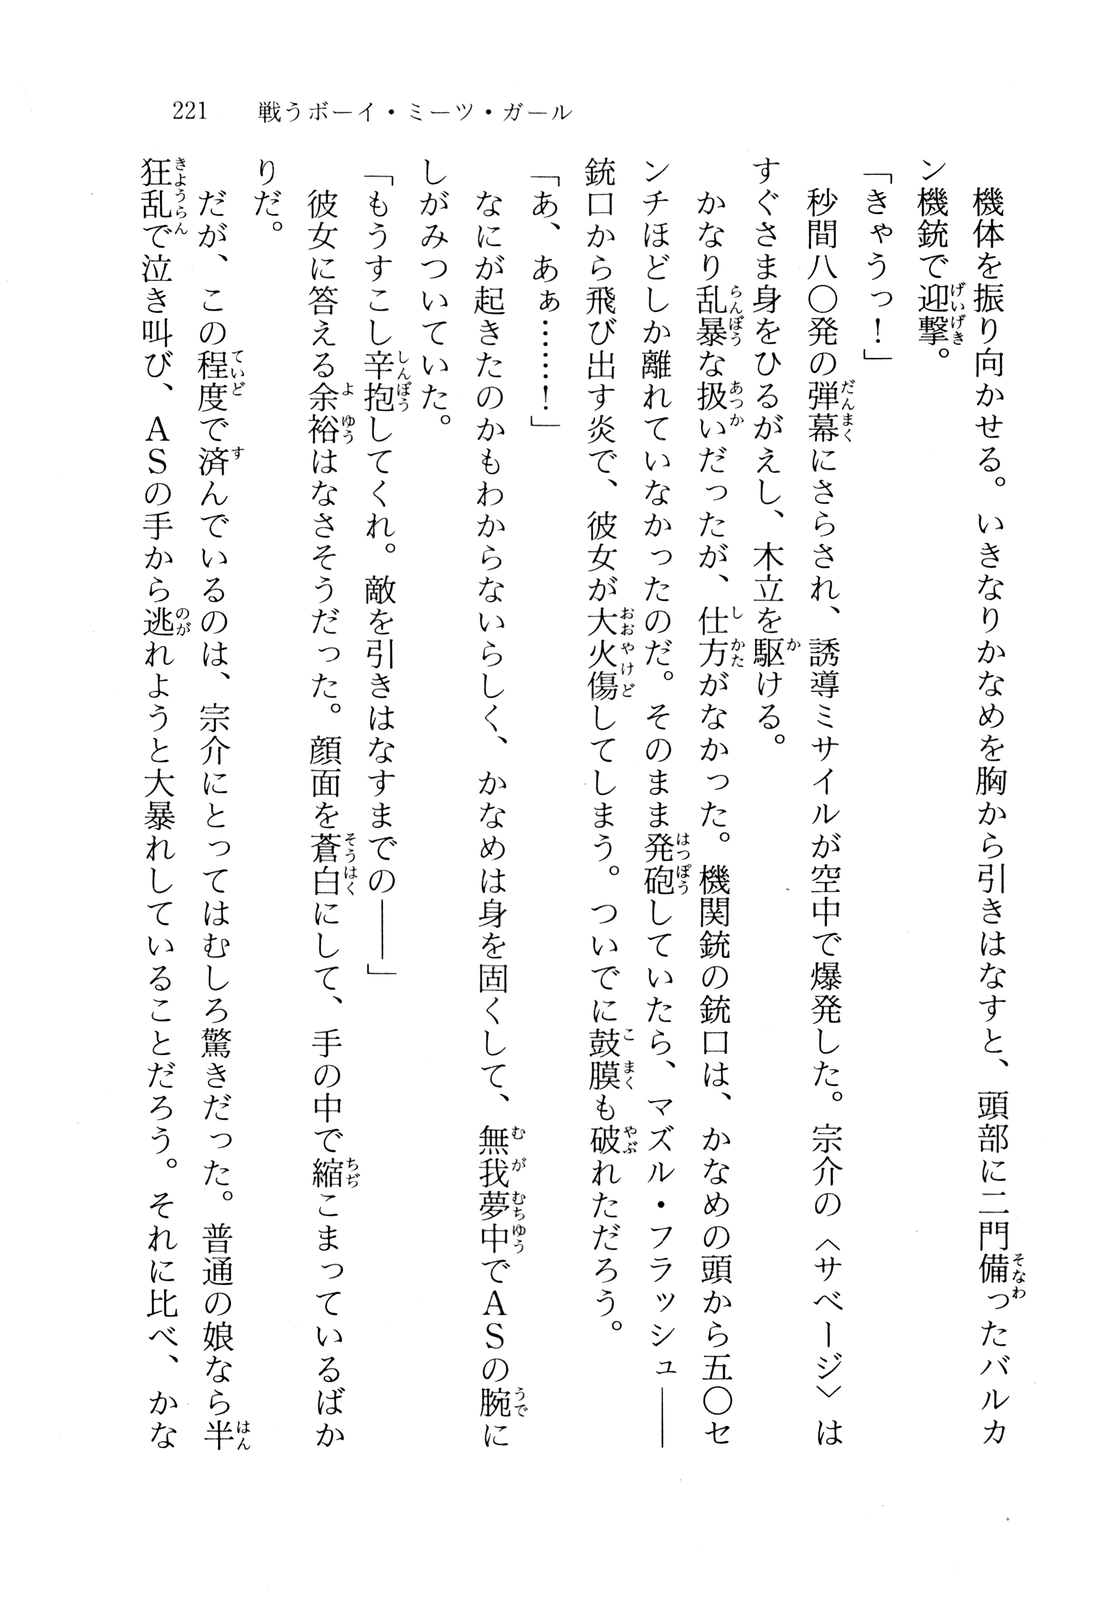 221　戦うボーイ・ミーツ・ガール
　機体を振り向かせる。いきなりかなめを胸から引きはなすと、頭部に二門備ったバルカ
ン機銃で迎撃。
「きゃうっ！」
　秒間八〇発の弾幕にさらされ、誘導ミサイルが空中で爆発した。宗介の〈サベージ〉は
すぐさま身をひるがえし、木立を駆ける。
　かなり乱暴な扱いだったが、仕方がなかった。機関銃の銃口は、かなめの頭から五〇セ
ンチほどしか離れていなかったのだ。そのまま発砲していたら、マズル・フラッシュ――
銃口から飛び出す炎で、彼女が大火傷してしまう。ついでに鼓膜も破れただろう。
「あ、あぁ……！」
　なにが起きたのかもわからないらしく、かなめは身を固くして、無我夢中でＡＳの腕に
しがみついていた。
「もうすこし辛抱してくれ。敵を引きはなすまでの――」
　彼女に答える余裕はなさそうだった。顔面を蒼白にして、手の中で縮こまっているばか
りだ。
　だが、この程度で済んでいるのは、宗介にとってはむしろ驚きだった。普通の娘なら半
狂乱で泣き叫び、ＡＳの手から逃れようと大暴れしていることだろう。それに比べ、かな